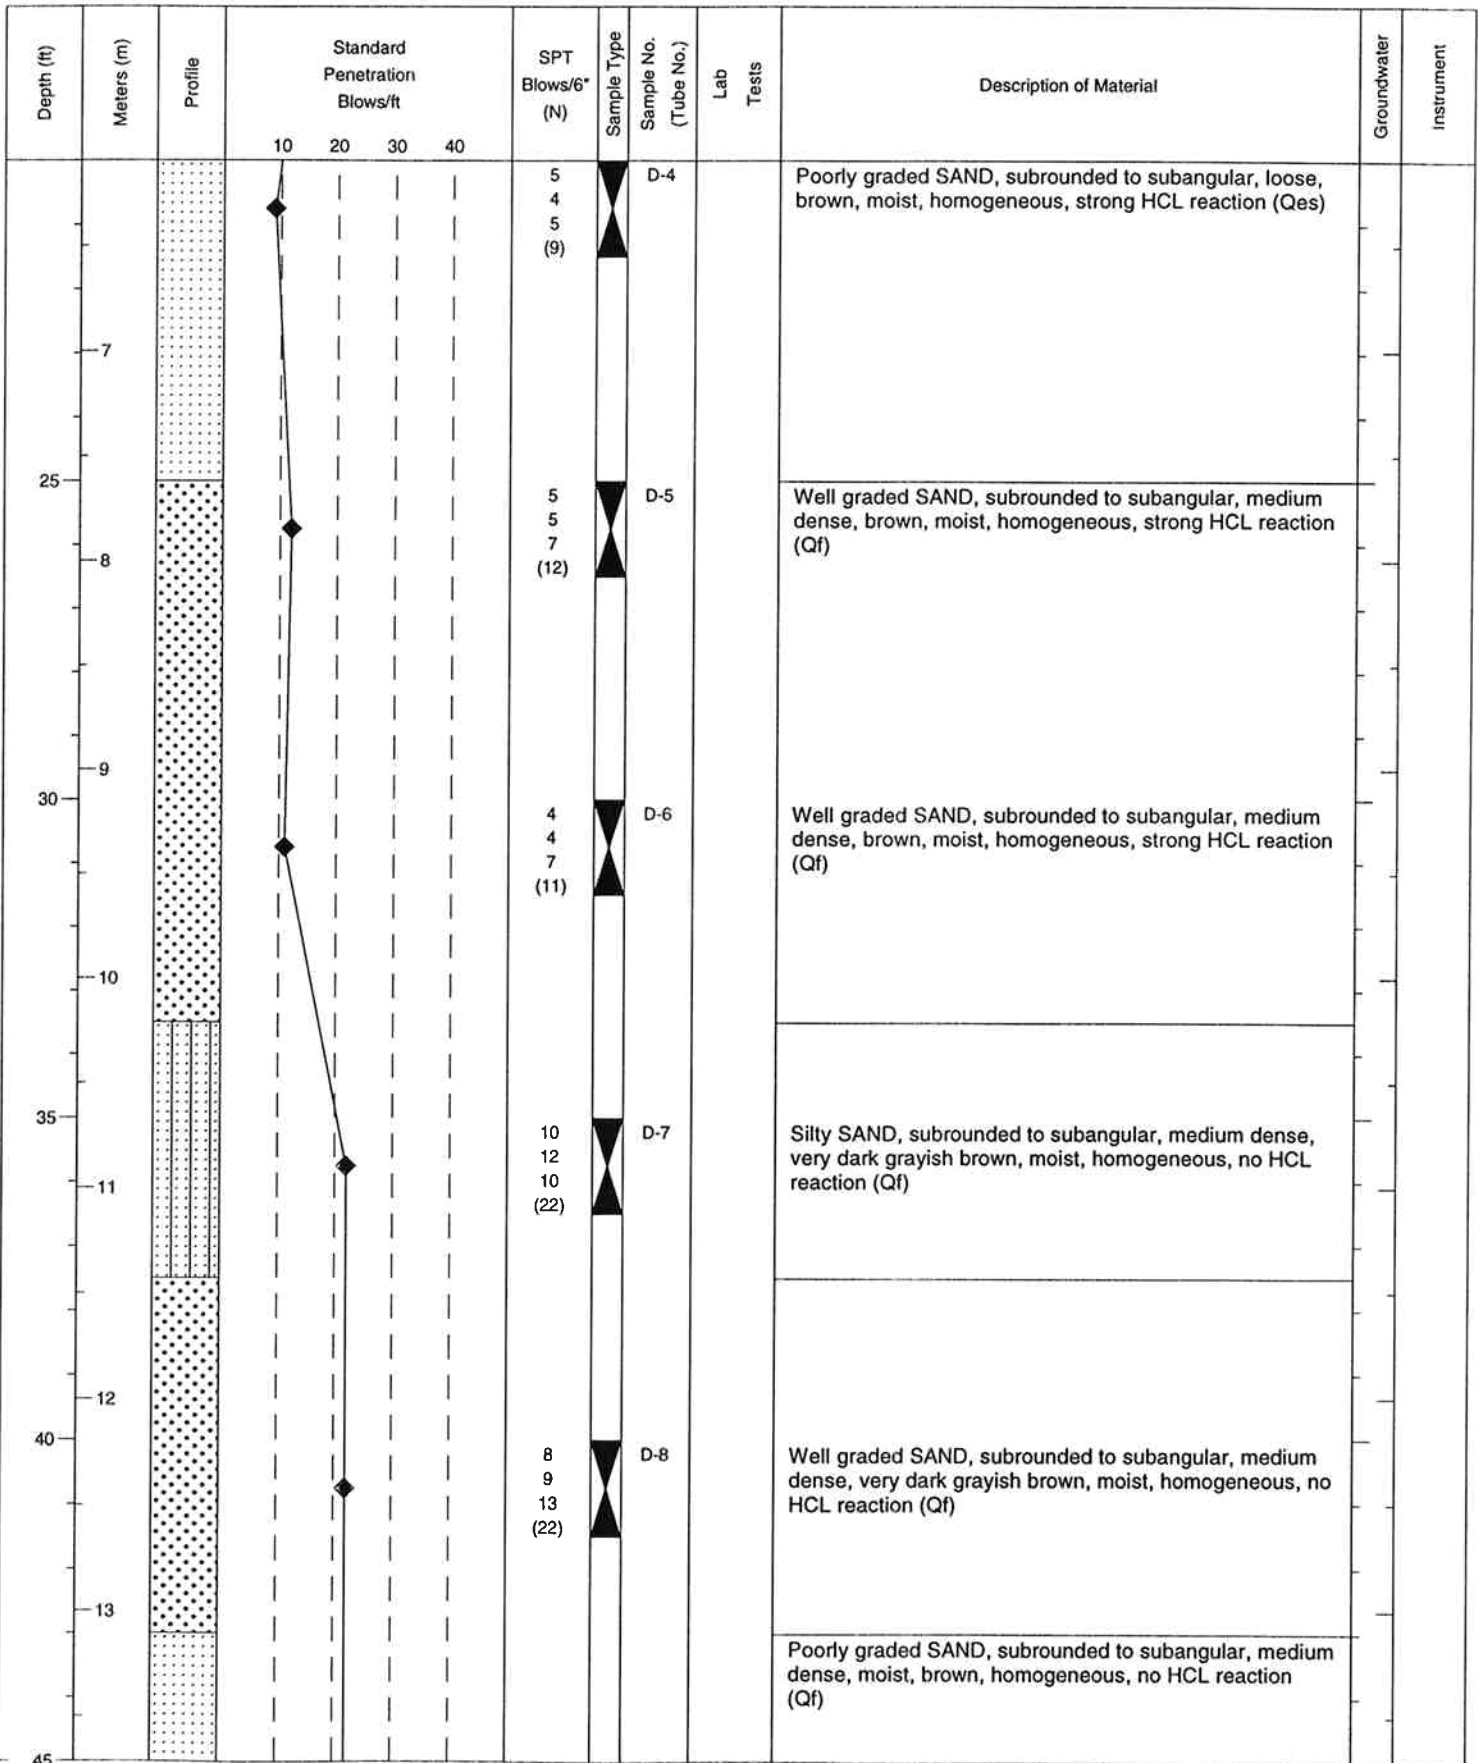 Depth (ft)
Meters (m)
Profile
Standard
Penetration
Blows/ft
10 20 30 40
SPT
Blows/6"
(N)
Sample Type
Sample No.
(Tube No.)
Lab
Tests
Description of Material
Groundwater
Instrument
5
4
5
(9)
D-4
Poorly graded SAND, subrounded to subangular, loose,
brown, moist, homogeneous, strong HCL reaction (Qes)
7
25
5
5
7
(12)
D-5
Well graded SAND, subrounded to subangular, medium
dense, brown, moist, homogeneous, strong HCL reaction
(Qf)
8
9
30
4
4
7
(11)
D-6
Well graded SAND, subrounded to subangular, medium
dense, brown, moist, homogeneous, strong HCL reaction
(Qf)
10
35
10
12
10
(22)
D-7
Silty SAND, subrounded to subangular, medium dense,
very dark grayish brown, moist, homogeneous, no HCL
reaction (Qf)
11
12
40
8
9
13
(22)
D-8
Well graded SAND, subrounded to subangular, medium
dense, very dark grayish brown, moist, homogeneous, no
HCL reaction (Qf)
13
Poorly graded SAND, subrounded to subangular, medium
dense, moist, brown, homogeneous, no HCL reaction
(Qf)
45